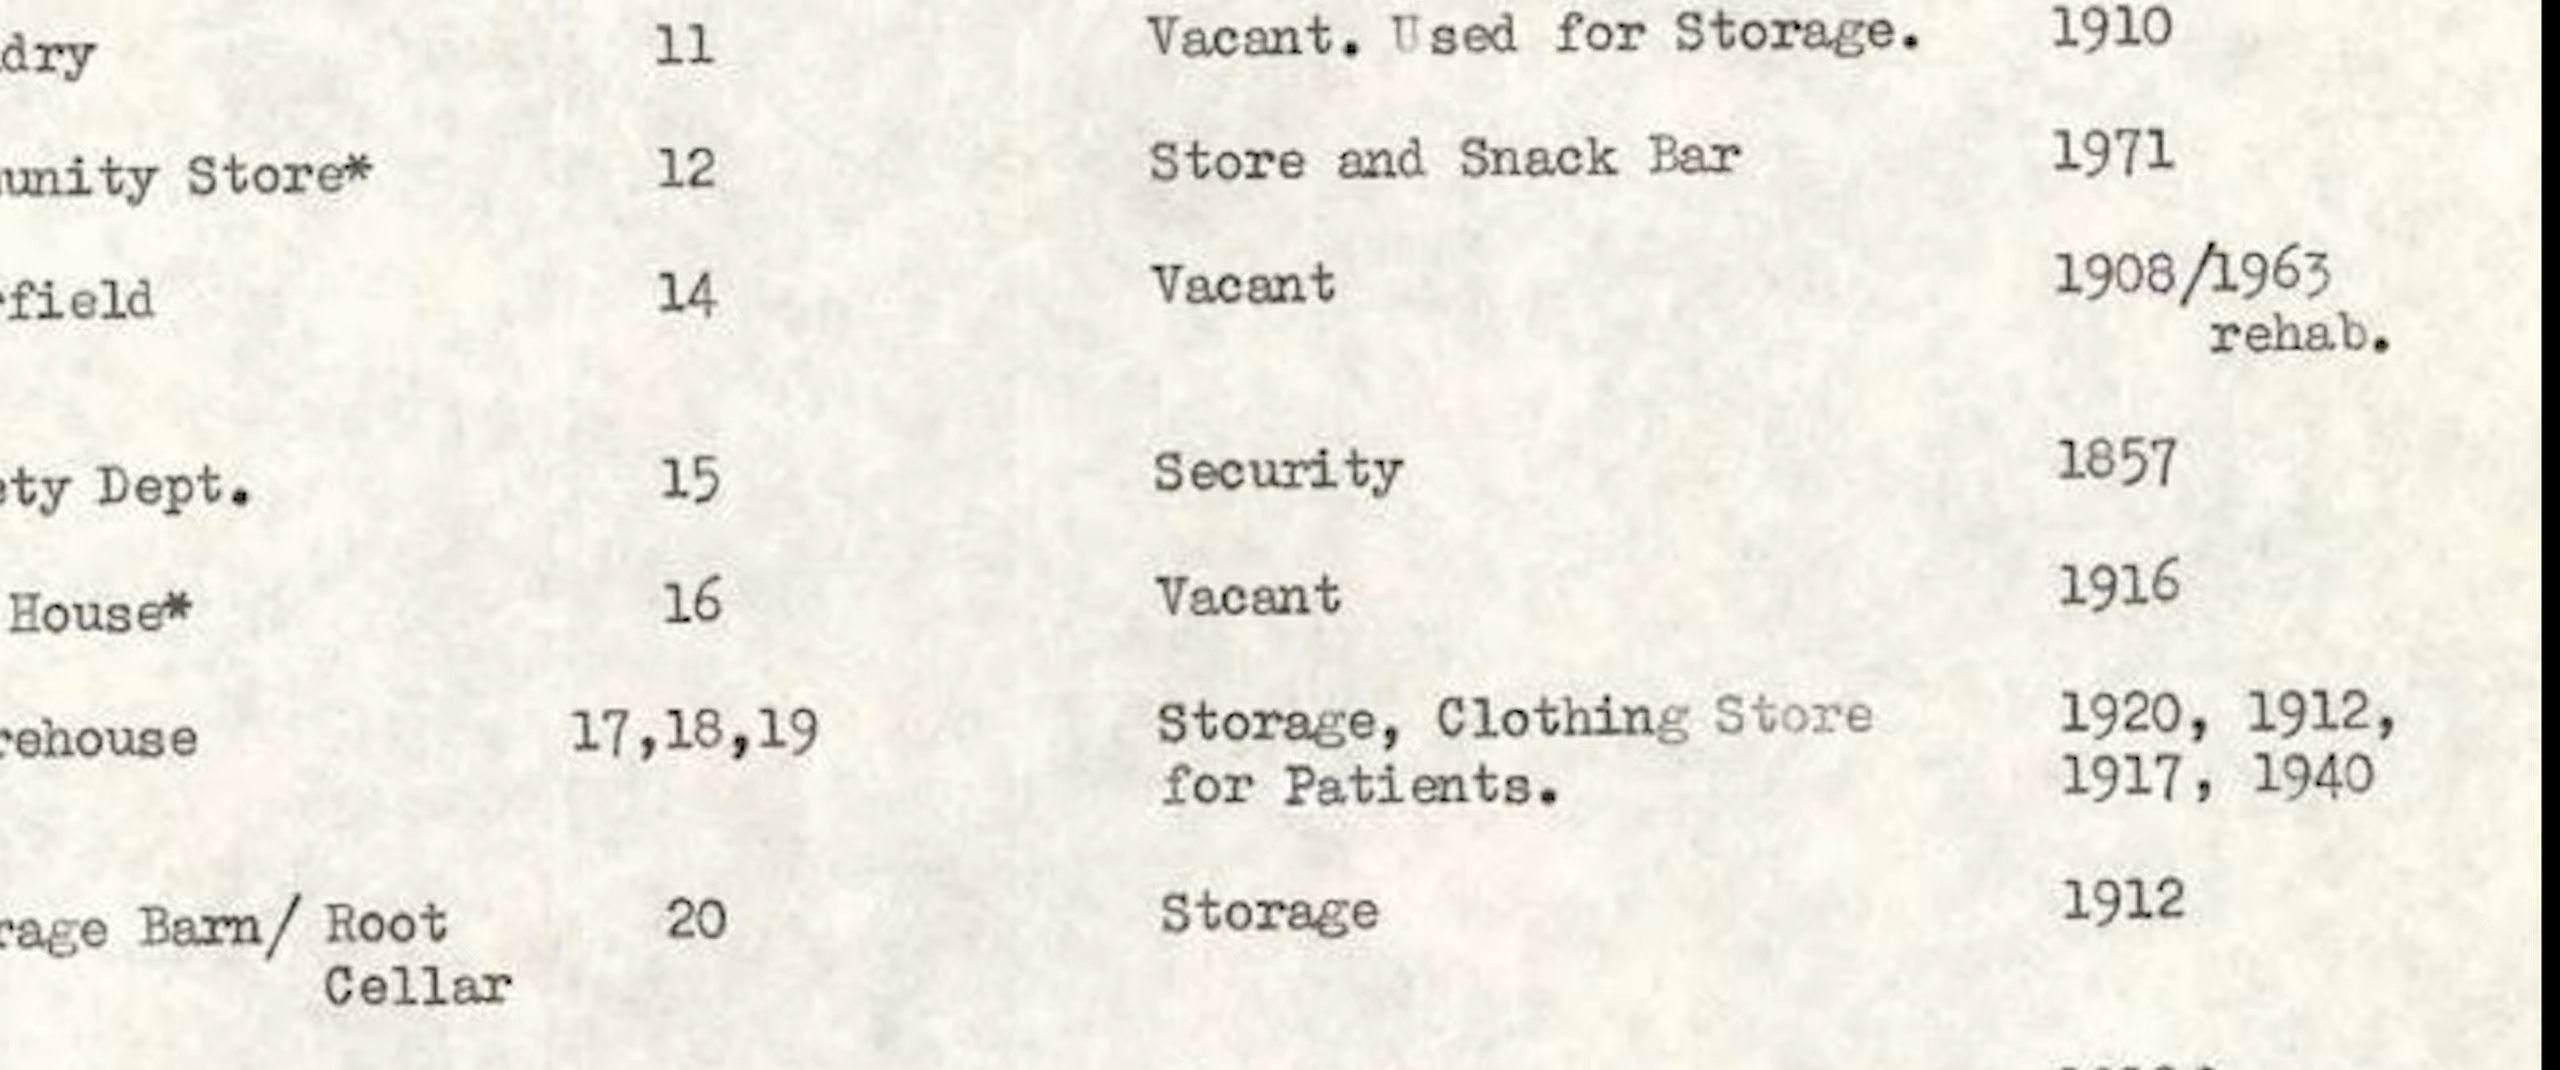 dry 11 Vacant. Used for Storage. 1910
unity Store* 12 Store and Snack Bar 1971
field 14 Vacant 1908/1963
rehab.
ety Dept. 15 Security 1857
House* 16 Vacant 1916
rehouse 17,18,19 Storage, Clothing Store 1920, 1912,
for Patients. 1917, 1940
rage Barn/ Root 20 Storage 1912
Cellar